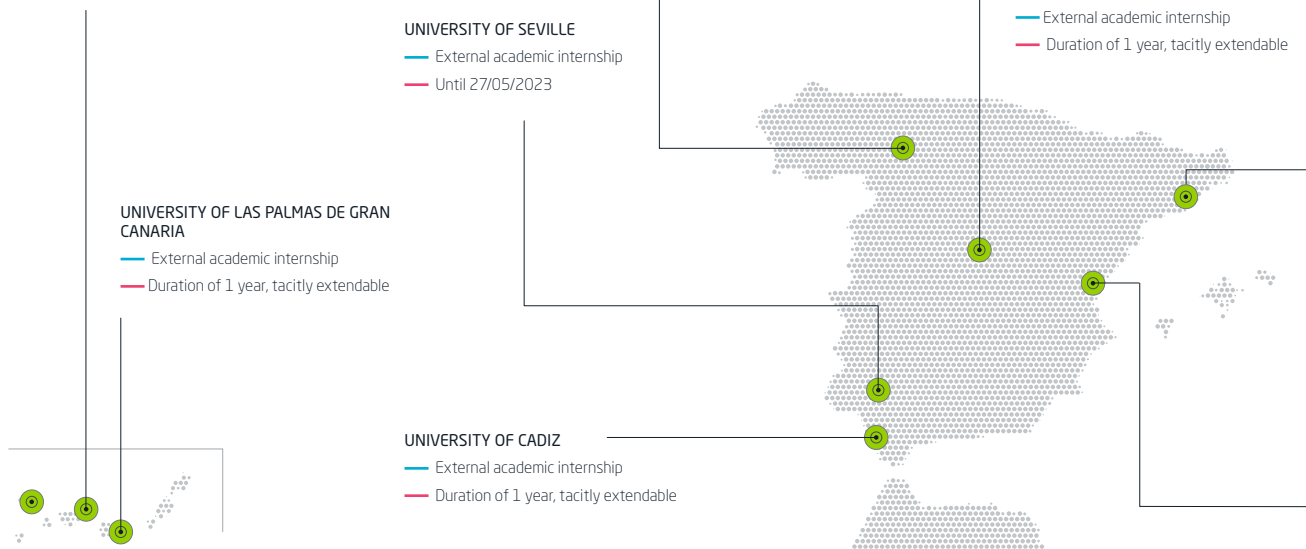 UNIVERSITY OF SEVILLE
External academic internship
Until 27/05/2023
External academic internship
Duration of 1 year, tacitly extendable
UNIVERSITY OF LAS PALMAS DE GRAN
CANARIA
External academic internship
Duration of 1 year, tacitly extendable
UNIVERSITY OF CADIZ
External academic internship
Duration of 1 year, tacitly extendable